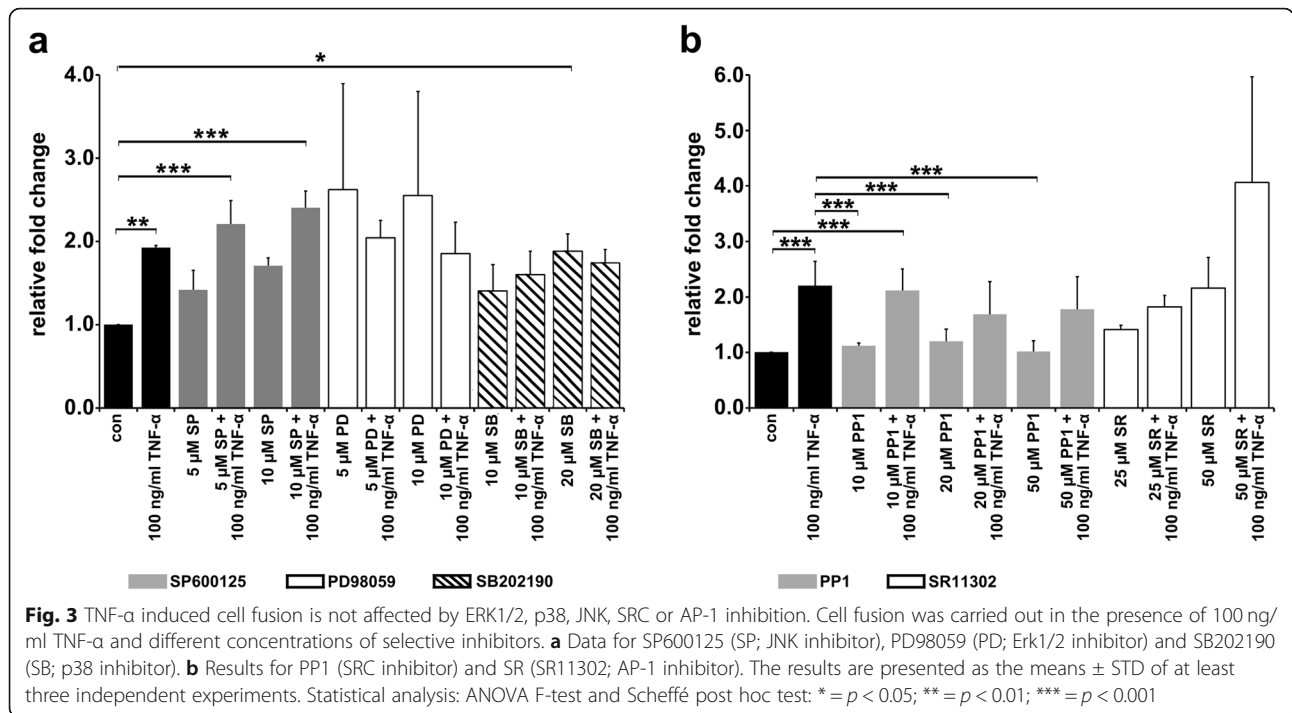 a
*
4.0
***
3.0
***
**
2.0
1.0
0.0
relative fold change
con
100 ng/ml TNF-α
5 µM SP
5 µM SP +
100 ng/ml TNF-α
10 µM SP
10 µM SP +
100 ng/ml TNF-α
5 µM PD
5 µM PD +
100 ng/ml TNF-α
10 µM PD
10 µM PD +
100 ng/ml TNF-α
10 µM SB
10 µM SB +
100 ng/ml TNF-α
20 µM SB
20 µM SB +
100 ng/ml TNF-α
SP600125 PD98059 SB202190
b
6.0
5.0
4.0
3.0
2.0
1.0
0.0
***
***
***
***
***
relative fold change
con
100 ng/ml TNF-α
10 µM PP1
10 µM PP1 +
100 ng/ml TNF-α
20 µM PP1
20 µM PP1 +
100 ng/ml TNF-α
50 µM PP1
50 µM PP1 +
100 ng/ml TNF-α
25 µM SR
25 µM SR +
100 ng/ml TNF-α
50 µM SR
50 µM SR +
100 ng/ml TNF-α
PP1 SR11302
Fig. 3 TNF-α induced cell fusion is not affected by ERK1/2, p38, JNK, SRC or AP-1 inhibition. Cell fusion was carried out in the presence of 100 ng/
ml TNF-α and different concentrations of selective inhibitors. a Data for SP600125 (SP; JNK inhibitor), PD98059 (PD; Erk1/2 inhibitor) and SB202190
(SB; p38 inhibitor). b Results for PP1 (SRC inhibitor) and SR (SR11302; AP-1 inhibitor). The results are presented as the means ± STD of at least
three independent experiments. Statistical analysis: ANOVA F-test and Scheffé post hoc test: * = p < 0.05; ** = p < 0.01; *** = p < 0.001